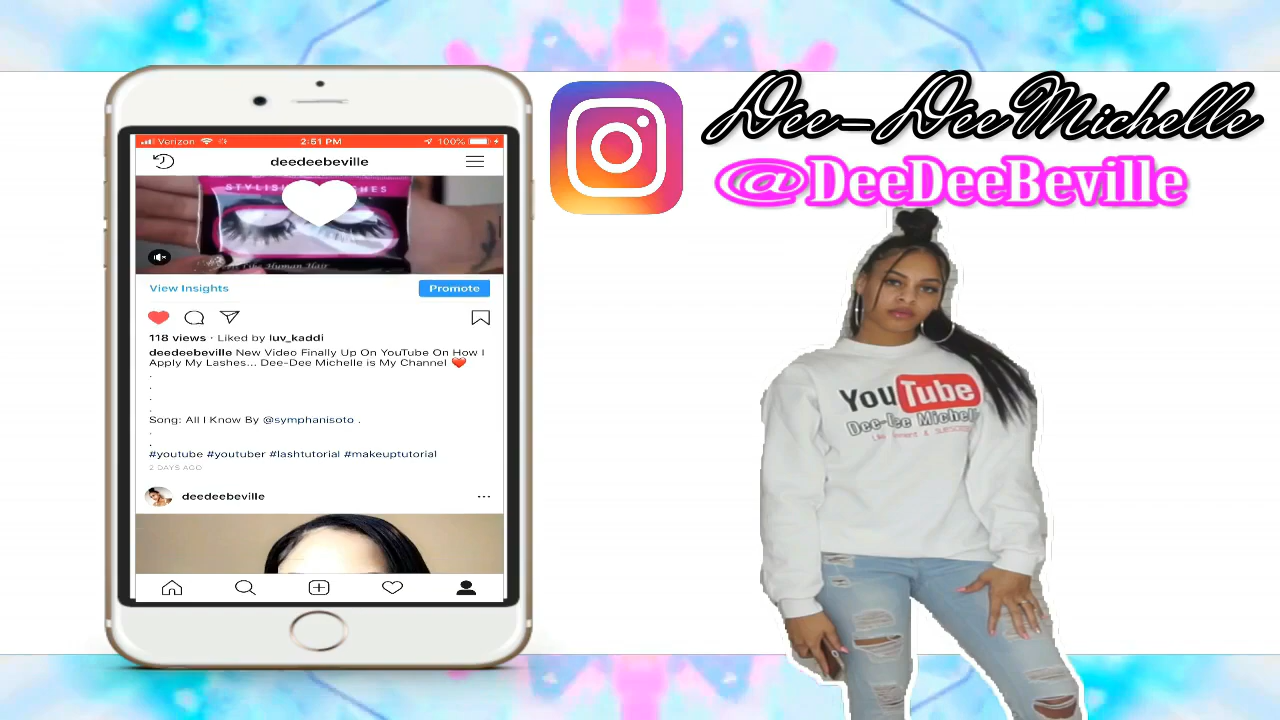 Dee-Dee Michelle
@DeeDeeBeville
Verizon
2:51 PM
100%
deedeebeville
View Insights
Promote
118 views · Liked by luv_kaddi
deedeebeville New Video Finally Up On YouTube On How I
Apply My Lashes... Dee-Dee Michelle is My Channel ❤️
.
.
.
.
Song: All I Know By @symphanisoto .
.
.
#youtube #youtuber #lashtutorial #makeuptutorial
2 DAYS AGO
deedeebeville
YouTube
Dee-Dee Michelle